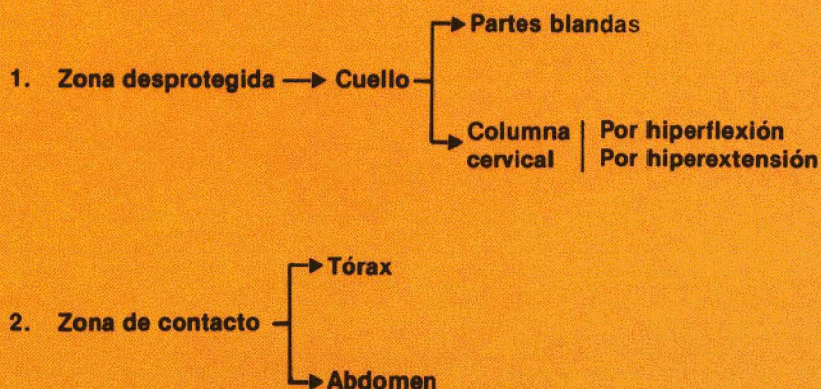 Partes blandas
1. Zona desprotegida Cuello
Columna Por hiperflexión
cervical Por hiperextensión
Tórax
2. Zona de contacto
Abdomen